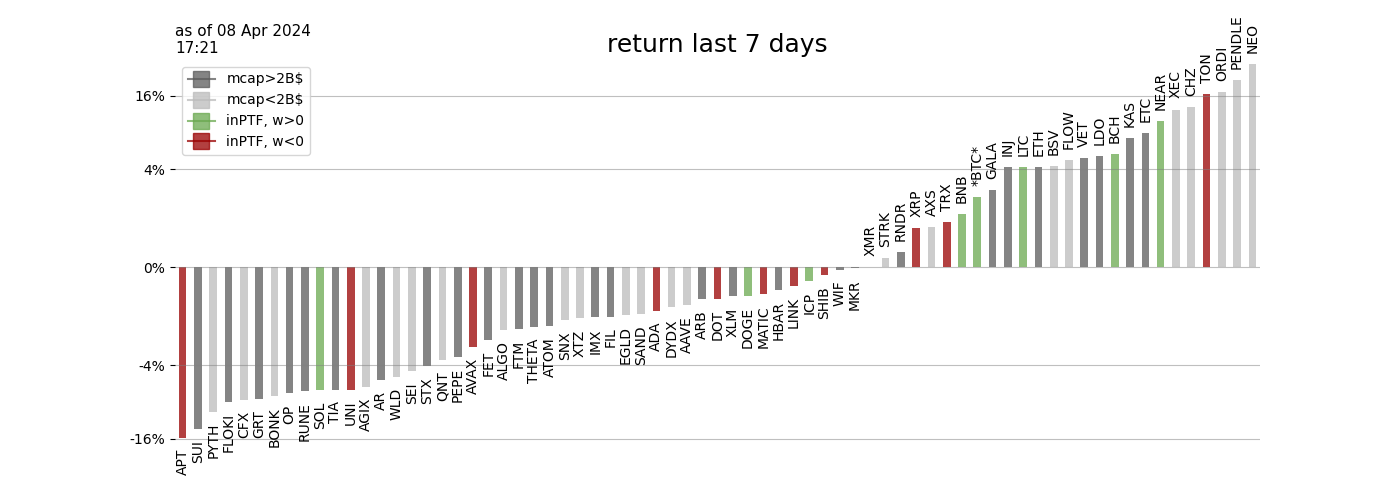 as of 08 Apr 2024
17:21
return last 7 days
mcap>2B$
mcap<2B$
inPTF, w>0
inPTF, w<0
16%
4%
0%
-4%
-16%
APT
SUI
PYTH
FLOKI
CFX
GRT
BONK
OP
RUNE
SOL
TIA
UNI
AGIX
AR
WLD
SEI
STX
QNT
PEPE
AVAX
FET
ALGO
FTM
THETA
ATOM
SNX
XTZ
IMX
FIL
EGLD
SAND
ADA
DYDX
AAVE
ARB
DOT
XLM
DOGE
MATIC
HBAR
LINK
ICP
SHIB
WIF
MKR
XMR
STRK
RNDR
XRP
AXS
TRX
BNB
*BTC*
GALA
INJ
LTC
ETH
BSV
FLOW
VET
LDO
BCH
KAS
ETC
NEAR
XEC
CHZ
TON
ORDI
PENDLE
NEO